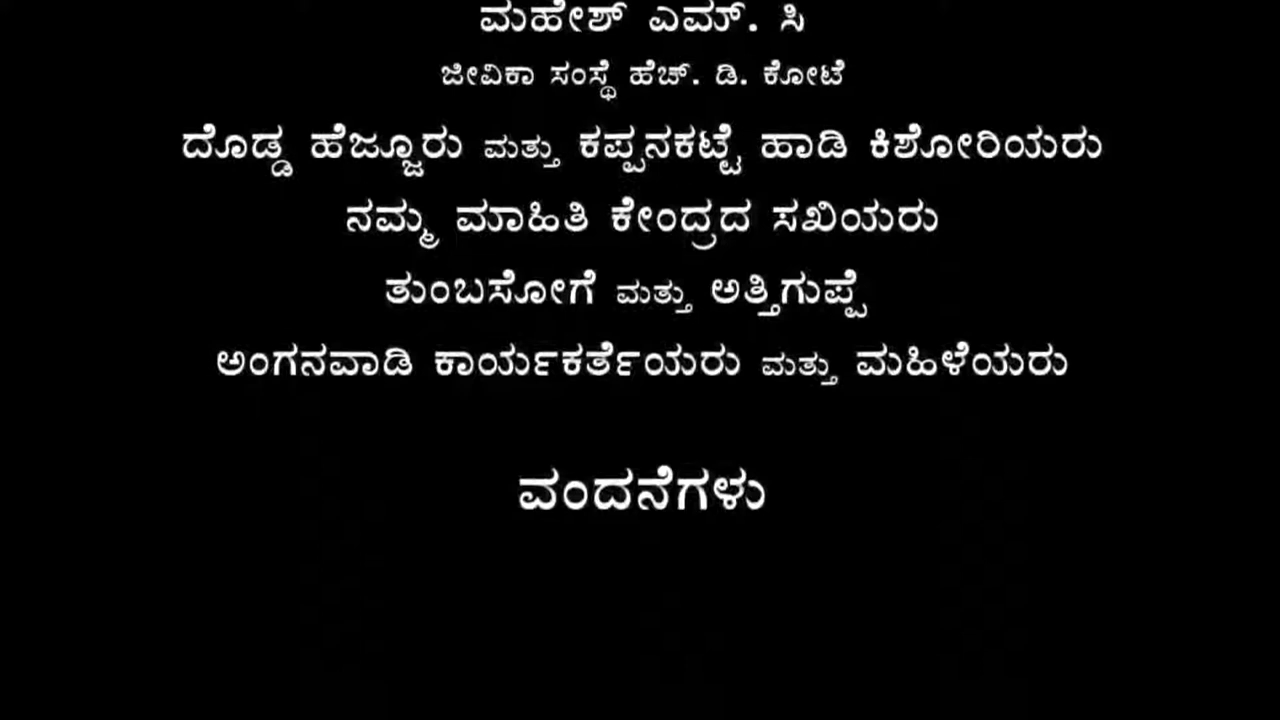 ಮಹೇಶ್ ಎಮ್. ಸಿ
ಜೀವಿಕಾ ಸಂಸ್ಥೆ ಹೆಚ್. ಡಿ. ಕೋಟೆ
ದೊಡ್ಡ ಹೆಜ್ಜೂರು ಮತ್ತು ಕಪ್ಪನಕಟ್ಟೆ ಹಾಡಿ ಕಿಶೋರಿಯರು
ನಮ್ಮ ಮಾಹಿತಿ ಕೇಂದ್ರದ ಸಖಿಯರು
ತುಂಬಸೋಗೆ ಮತ್ತು ಅತ್ತಿಗುಪ್ಪೆ
ಅಂಗನವಾಡಿ ಕಾರ್ಯಕರ್ತೆಯರು ಮತ್ತು ಮಹಿಳೆಯರು
ವಂದನೆಗಳು